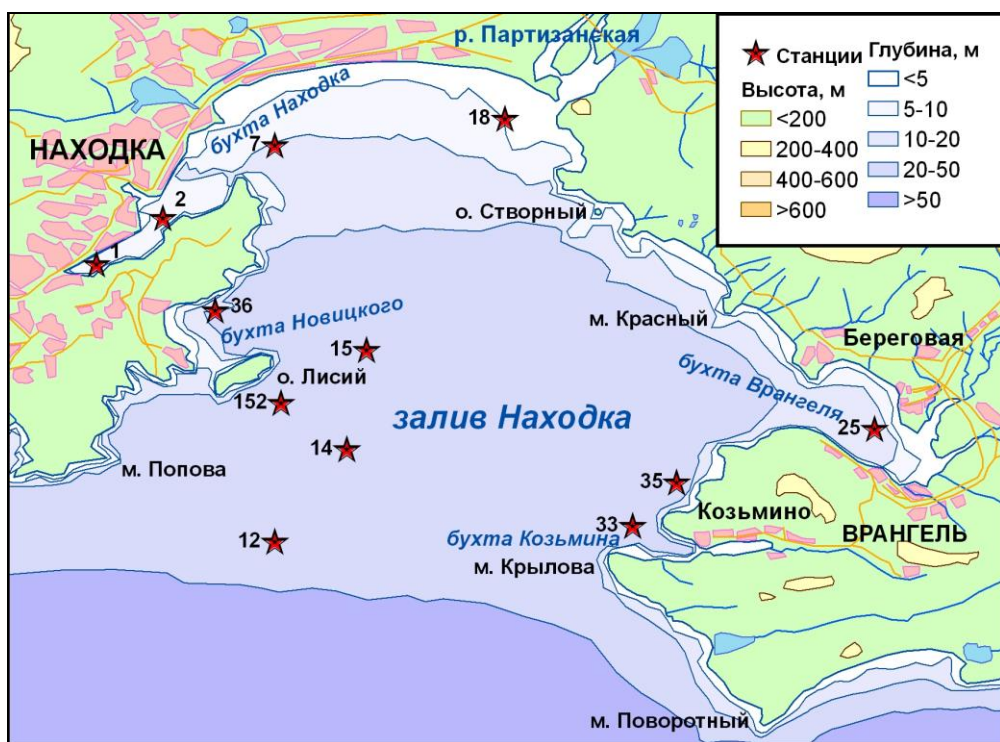 р. Партизанская
бухта Находка
18
7
НАХОДКА
2
о. Створный
1
36
бухта Новицкого
м. Красный
Береговая
15
о. Лисий
бухта Врангеля
152
залив Находка
25
14
м. Попова
35
Козьмино
33
ВРАНГЕЛЬ
12
бухта Козьмина
м. Крылова
м. Поворотный
Станции
Высота, м
<200
200-400
400-600
>600
Глубина, м
<5
5-10
10-20
20-50
>50